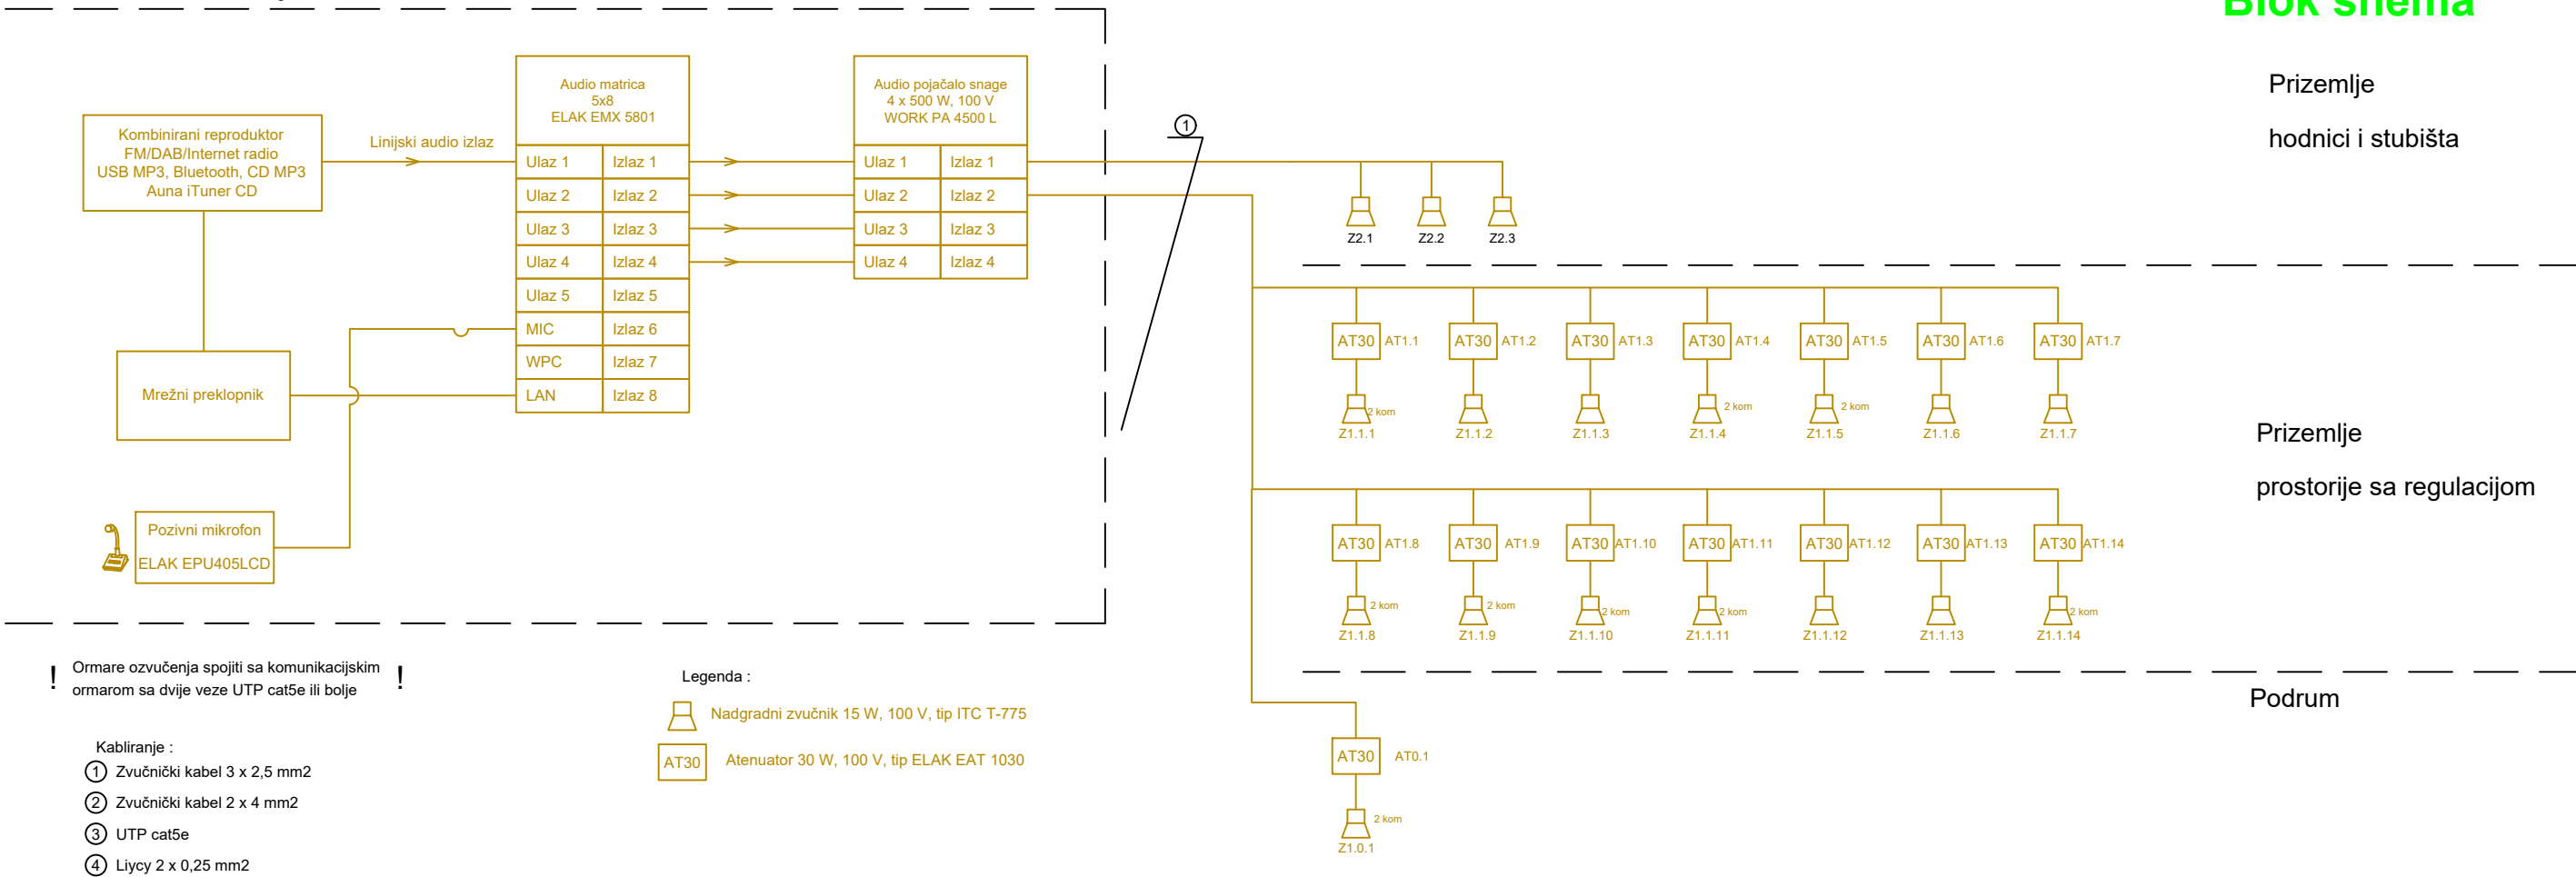 Blok shema
Prizemlje
hodnici i stubišta
Kombinirani reproduktor
FM/DAB/Internet radio
USB MP3, Bluetooth, CD MP3
Auna iTuner CD
Linijski audio izlaz
Audio matrica
5x8
ELAK EMX 5801
Ulaz 1 Izlaz 1
Ulaz 2 Izlaz 2
Ulaz 3 Izlaz 3
Ulaz 4 Izlaz 4
Ulaz 5 Izlaz 5
MIC Izlaz 6
WPC Izlaz 7
LAN Izlaz 8
Audio pojačalo snage
4 x 500 W, 100 V
WORK PA 4500 L
Ulaz 1 Izlaz 1
Ulaz 2 Izlaz 2
Ulaz 3 Izlaz 3
Ulaz 4 Izlaz 4
1
Z2.1 Z2.2 Z2.3
Mrežni preklopnik
Pozivni mikrofon
ELAK EPU405LCD
AT30 AT1.1 AT30 AT1.2 AT30 AT1.3 AT30 AT1.4 AT30 AT1.5 AT30 AT1.6 AT30 AT1.7
2 kom 2 kom 2 kom
Z1.1.1 Z1.1.2 Z1.1.3 Z1.1.4 Z1.1.5 Z1.1.6 Z1.1.7
Prizemlje
prostorije sa regulacijom
AT30 AT1.8 AT30 AT1.9 AT30 AT1.10 AT30 AT1.11 AT30 AT1.12 AT30 AT1.13 AT30 AT1.14
2 kom 2 kom 2 kom 2 kom 2 kom
Z1.1.8 Z1.1.9 Z1.1.10 Z1.1.11 Z1.1.12 Z1.1.13 Z1.1.14
Podrum
AT30 AT0.1
2 kom
Z1.0.1
! Ormare ozvučenja spojiti sa komunikacijskim !
ormarom sa dvije veze UTP cat5e ili bolje
Kabliranje :
1 Zvučnički kabel 3 x 2,5 mm2
2 Zvučnički kabel 2 x 4 mm2
3 UTP cat5e
4 Liycy 2 x 0,25 mm2
Legenda :
Nadgradni zvučnik 15 W, 100 V, tip ITC T-775
AT30 Atenuator 30 W, 100 V, tip ELAK EAT 1030